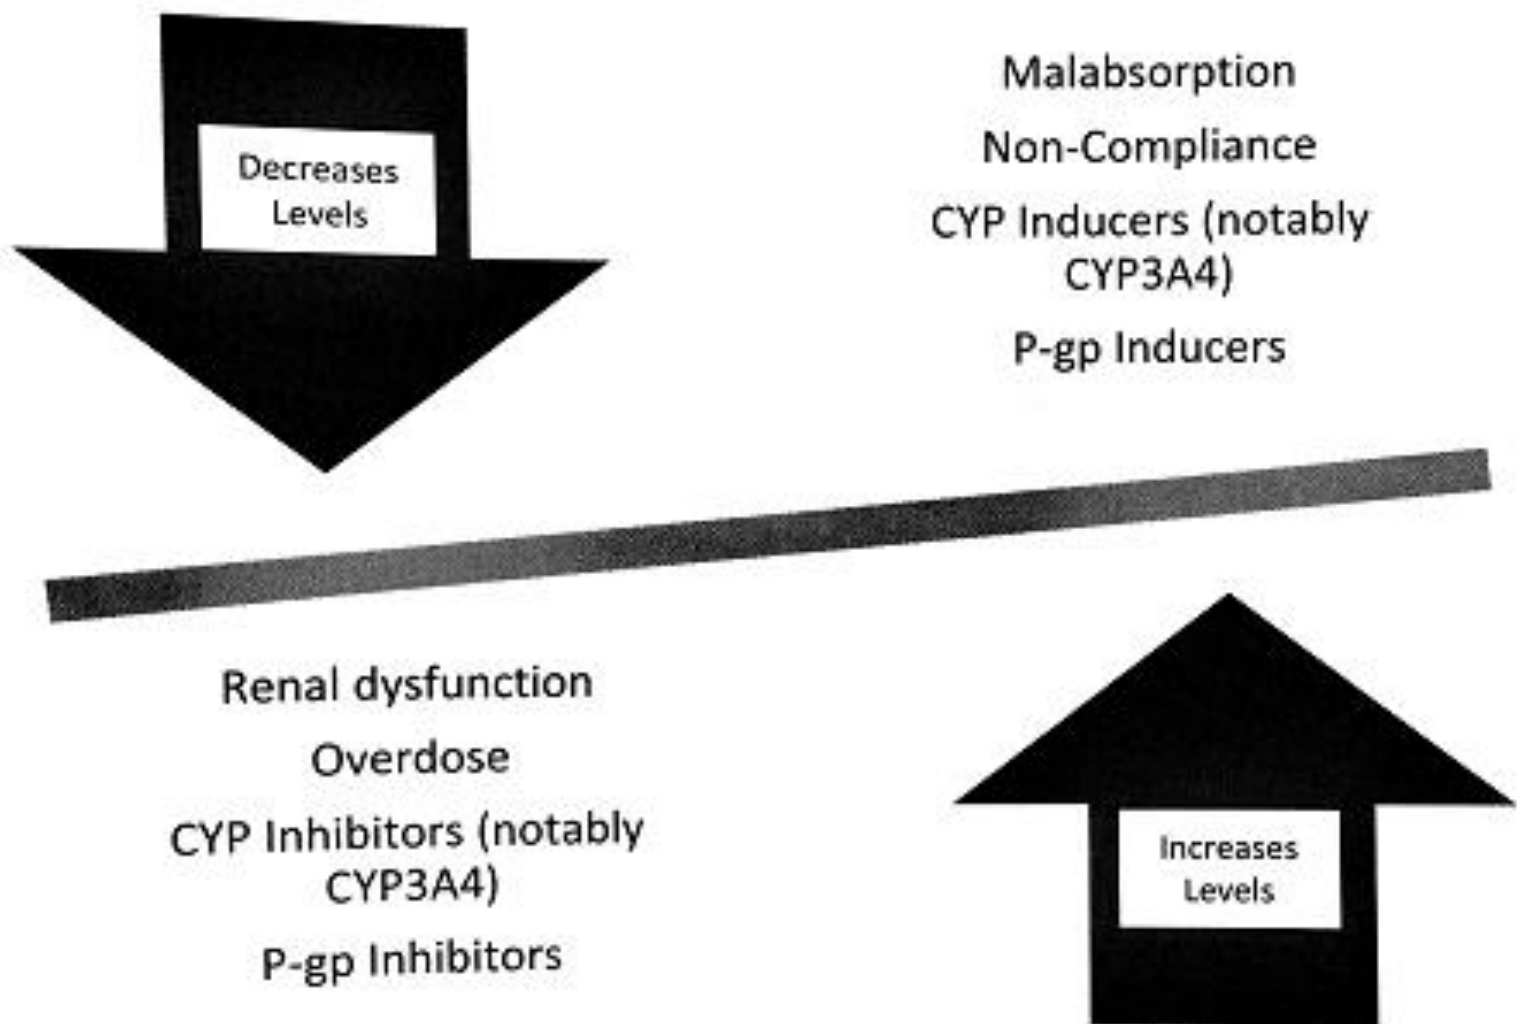 Decreases
Levels
Malabsorption
Non-Compliance
CYP Inducers (notably
CYP3A4)
P-gp Inducers
Renal dysfunction
Overdose
CYP Inhibitors (notably
CYP3A4)
P-gp Inhibitors
Increases
Levels